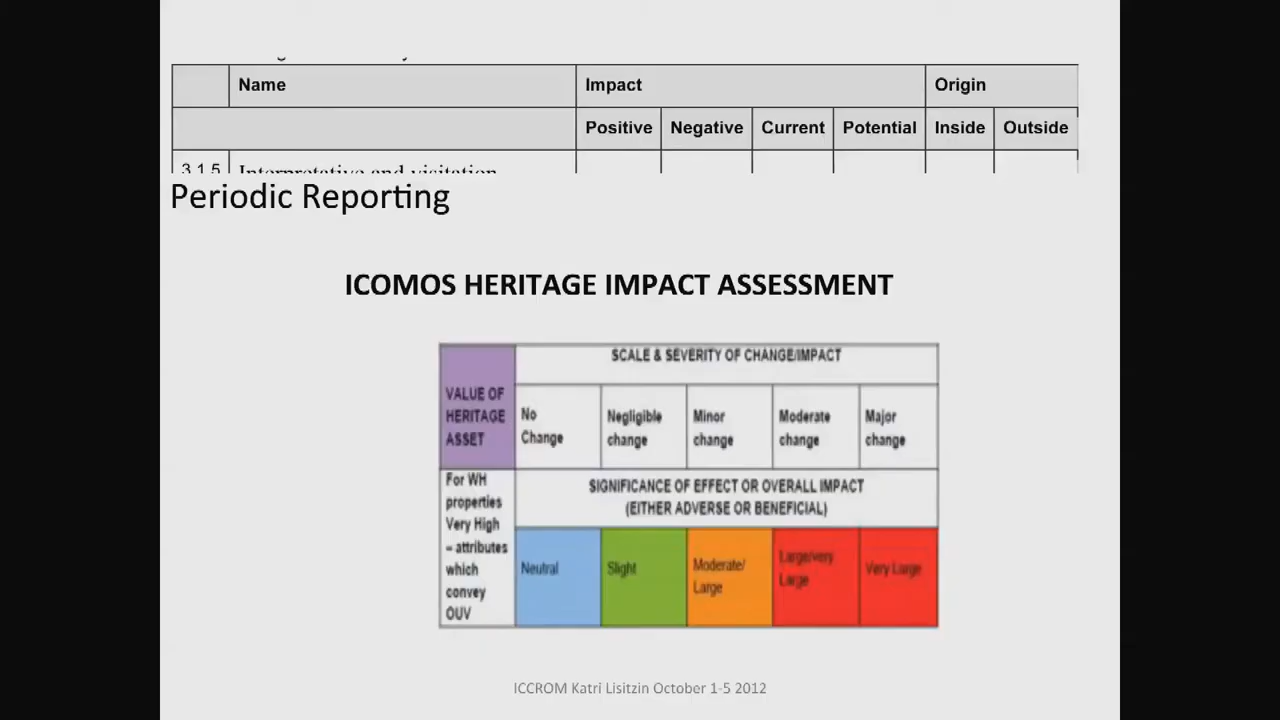 Name Impact Origin
Positive Negative Current Potential Inside Outside
3.1.5 Interpretative and visitation
Periodic Reporting
ICOMOS HERITAGE IMPACT ASSESSMENT
VALUE OF
HERITAGE
ASSET
SCALE & SEVERITY OF CHANGE/IMPACT
No
Change
Negligible
change
Minor
change
Moderate
change
Major
change
For WH
properties
Very High
– attributes
which
convey
OUV
SIGNIFICANCE OF EFFECT OR OVERALL IMPACT
(EITHER ADVERSE OR BENEFICIAL)
Neutral
Slight
Moderate/
Large
Large/very
Large
Very Large
ICCROM Katri Lisitzin October 1-5 2012